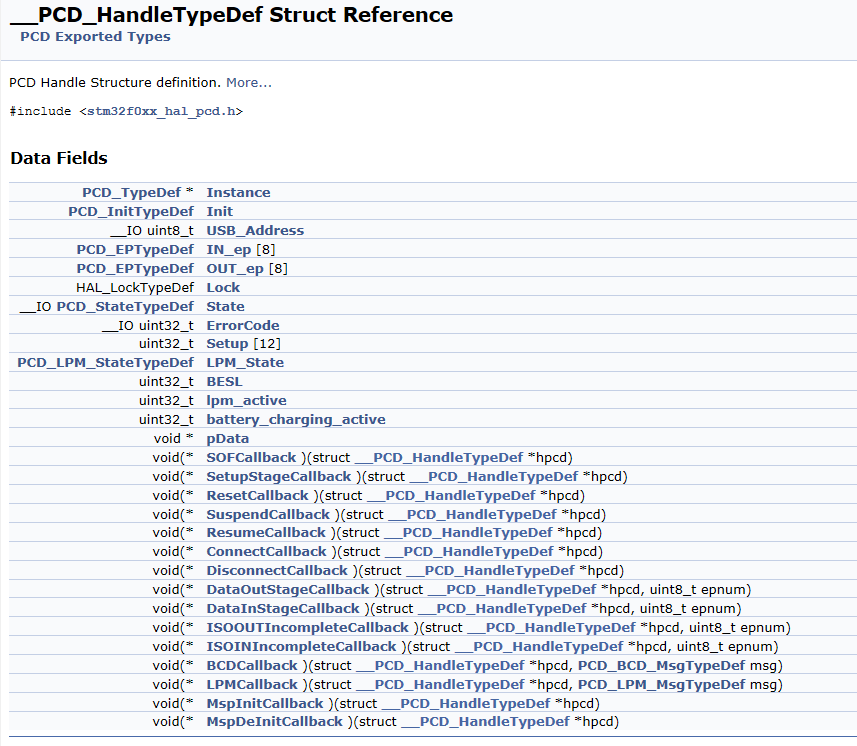 __PCD_HandleTypeDef Struct Reference
PCD Exported Types
PCD Handle Structure definition. More...
#include <stm32f0xx_hal_pcd.h>
Data Fields
PCD_TypeDef * Instance
PCD_InitTypeDef Init
__IO uint8_t USB_Address
PCD_EPTypeDef IN_ep [8]
PCD_EPTypeDef OUT_ep [8]
HAL_LockTypeDef Lock
__IO PCD_StateTypeDef State
__IO uint32_t ErrorCode
uint32_t Setup [12]
PCD_LPM_StateTypeDef LPM_State
uint32_t BESL
uint32_t lpm_active
uint32_t battery_charging_active
void * pData
void(* SOFCallback )(struct __PCD_HandleTypeDef *hpcd)
void(* SetupStageCallback )(struct __PCD_HandleTypeDef *hpcd)
void(* ResetCallback )(struct __PCD_HandleTypeDef *hpcd)
void(* SuspendCallback )(struct __PCD_HandleTypeDef *hpcd)
void(* ResumeCallback )(struct __PCD_HandleTypeDef *hpcd)
void(* ConnectCallback )(struct __PCD_HandleTypeDef *hpcd)
void(* DisconnectCallback )(struct __PCD_HandleTypeDef *hpcd)
void(* DataOutStageCallback )(struct __PCD_HandleTypeDef *hpcd, uint8_t epnum)
void(* DataInStageCallback )(struct __PCD_HandleTypeDef *hpcd, uint8_t epnum)
void(* ISOOUTIncompleteCallback )(struct __PCD_HandleTypeDef *hpcd, uint8_t epnum)
void(* ISOINIncompleteCallback )(struct __PCD_HandleTypeDef *hpcd, uint8_t epnum)
void(* BCDCallback )(struct __PCD_HandleTypeDef *hpcd, PCD_BCD_MsgTypeDef msg)
void(* LPMCallback )(struct __PCD_HandleTypeDef *hpcd, PCD_LPM_MsgTypeDef msg)
void(* MspInitCallback )(struct __PCD_HandleTypeDef *hpcd)
void(* MspDeInitCallback )(struct __PCD_HandleTypeDef *hpcd)